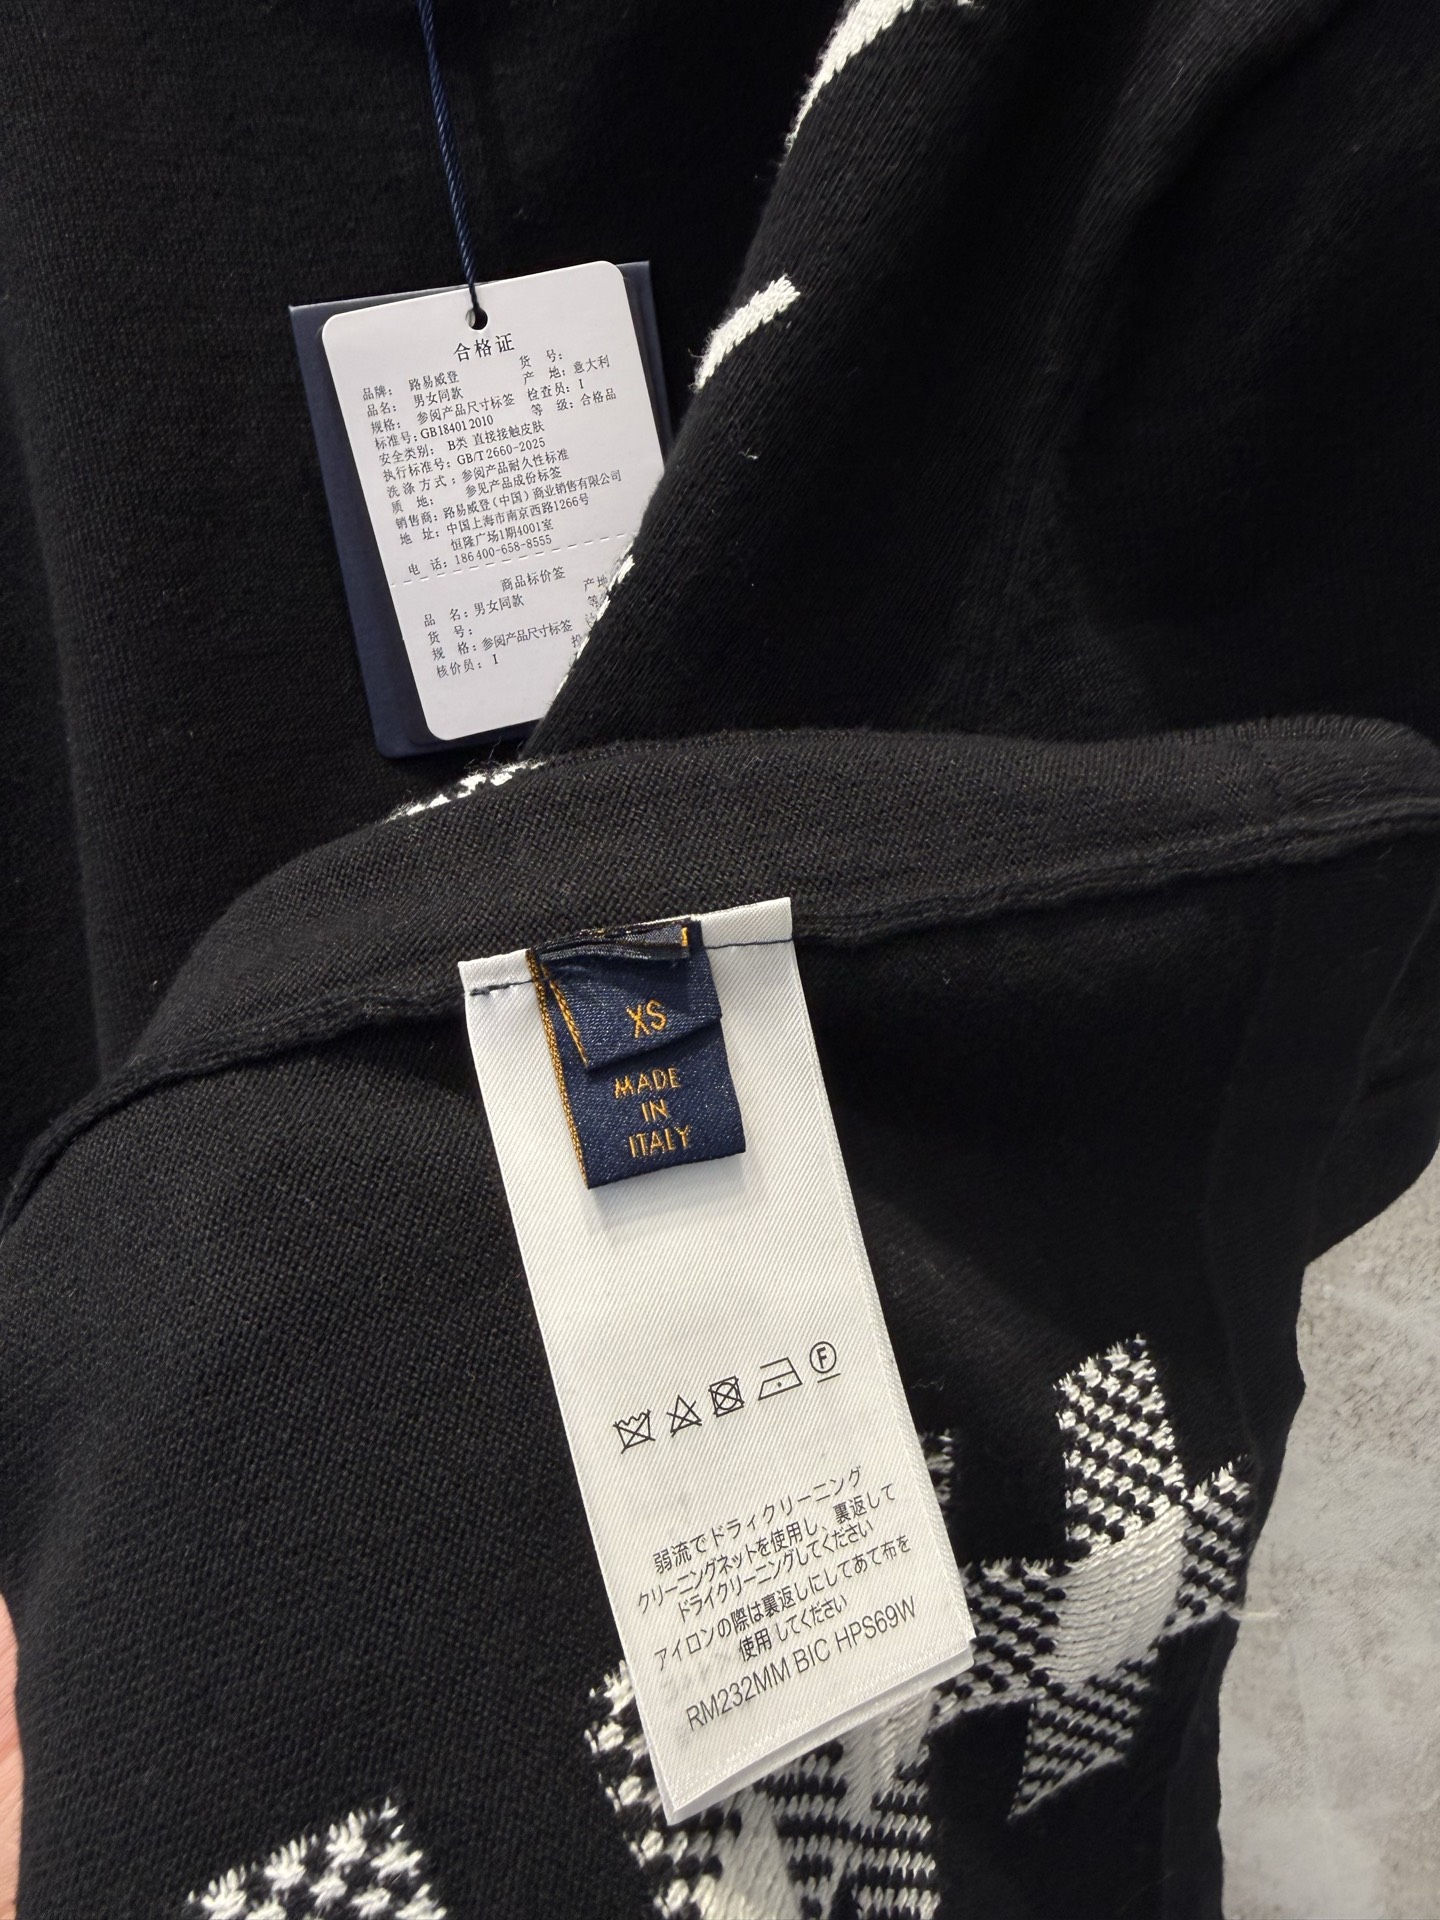 合格证
品牌: 路易威登 货 号:
品名: 男女同款 产 地: 意大利
规格: 参阅产品尺寸标签 检查员: I
标准号: GB18401 2010 等 级: 合格品
安全类别: B类 直接接触皮肤
执行标准号: GB/T 2660-2025
洗涤方式; 参阅产品耐久性标准
质 地: 参见产品成份标签
销售商: 路易威登(中国)商业销售有限公司
地 址: 中国上海市南京西路1266号
恒隆广场1期4001室
电 话: 186 400-658-8555
商品标价签
品 名: 男女同款 产地
货 号: 等
规 格: 参阅产品尺寸标签
核价员: I
XS
MADE
IN
ITALY
F
弱流でドライクリーニング
クリーニングネットを使用し、裏返して
ドライクリーニングしてください
アイロンの際は裏返しにしてあて布を
使用してください
RM232MM BIC HPS69W